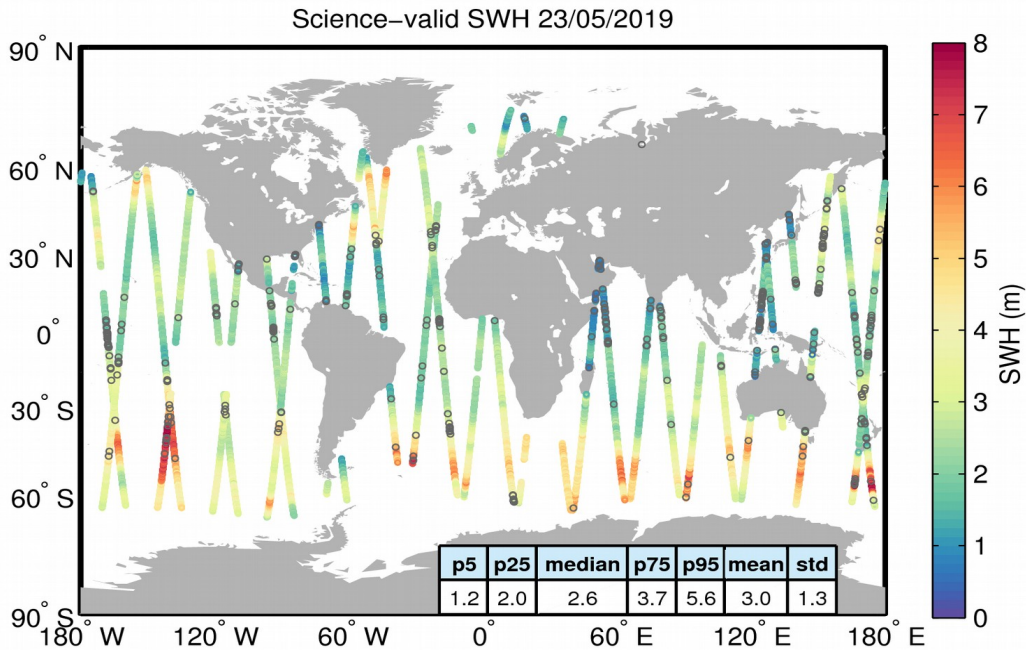 Science−valid SWH 23/05/2019
90° N
60° N
30° N
0°
30° S
60° S
90° S
180° W
120° W
60° W
0°
60° E
120° E
180° E
p5 p25 median p75 p95 mean std
1.2 2.0 2.6 3.7 5.6 3.0 1.3
8
7
6
5
4
3
2
1
0
SWH (m)